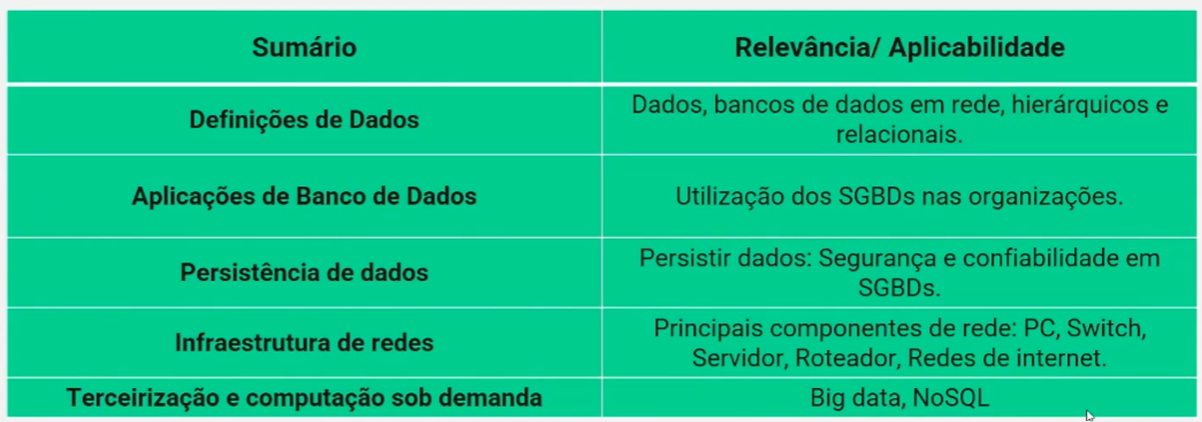 Sumário
Relevância/ Aplicabilidade
Definições de Dados
Dados, bancos de dados em rede, hierárquicos e
relacionais.
Aplicações de Banco de Dados
Utilização dos SGBDs nas organizações.
Persistência de dados
Persistir dados: Segurança e confiabilidade em
SGBDs.
Infraestrutura de redes
Principais componentes de rede: PC, Switch,
Servidor, Roteador, Redes de internet.
Terceirização e computação sob demanda
Big data, NoSQL